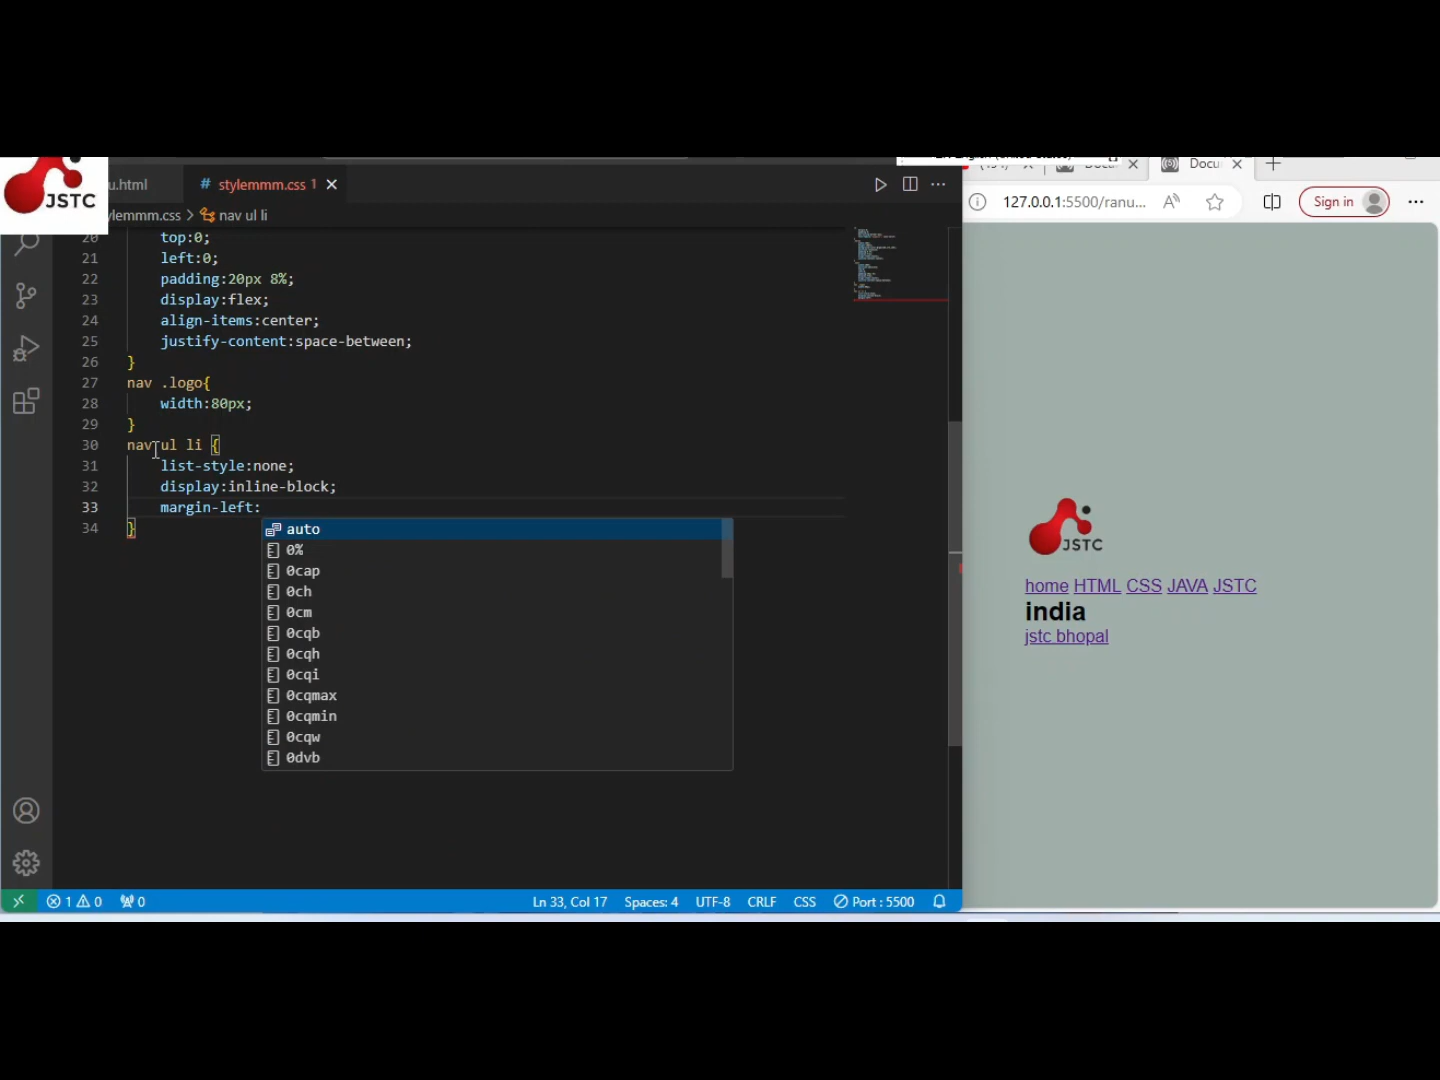 JSTC
u.html
# stylemmm.css 1
Docu
ylemmm.css > nav ul li
127.0.0.1:5500/ranu...
Sign in
20 top:0;
21 left:0;
22 padding:20px 8%;
23 display:flex;
24 align-items:center;
25 justify-content:space-between;
26 }
27 nav .logo{
28 width:80px;
29 }
30 nav ul li {
31 list-style:none;
32 display:inline-block;
33 margin-left:
34 }
auto
0%
0cap
0ch
0cm
0cqb
0cqh
0cqi
0cqmax
0cqmin
0cqw
0dvb
JSTC
home HTML CSS JAVA JSTC
india
jstc bhopal
1 0 0 Ln 33, Col 17 Spaces: 4 UTF-8 CRLF CSS Port : 5500